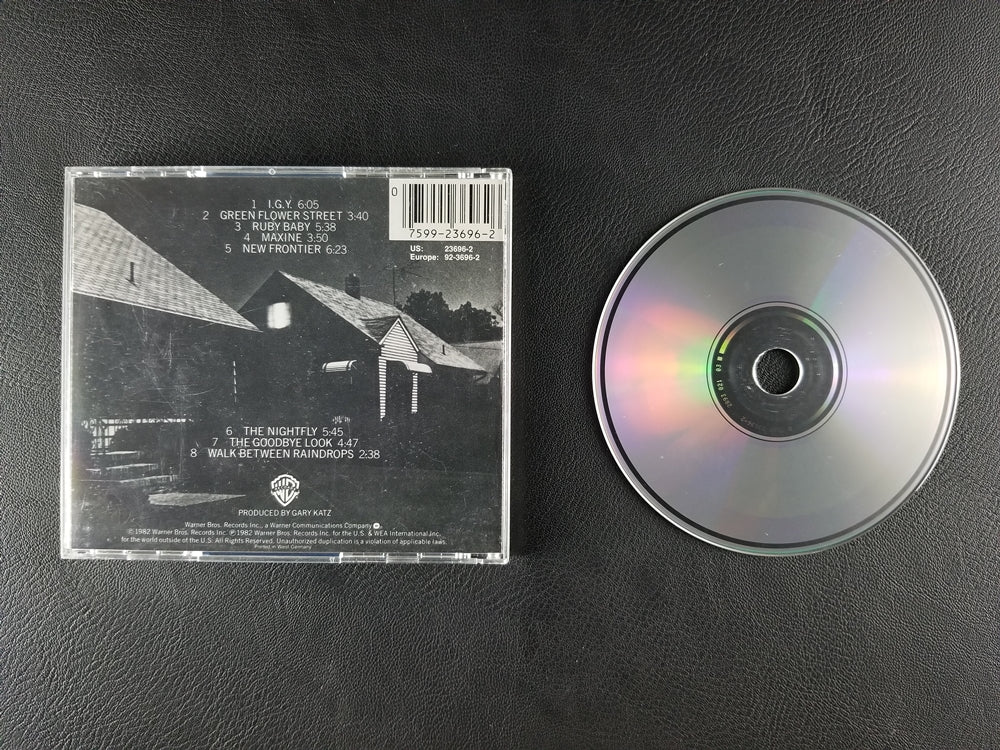 1 I.G.Y. 6:05
2 GREEN FLOWER STREET 3:40
3 RUBY BABY 5:38
4 MAXINE 3:50
5 NEW FRONTIER 6:23
0
7599-23696-2
US: 23696-2
Europe: 92-3696-2
6 THE NIGHTFLY 5:45
7 THE GOODBYE LOOK 4:47
8 WALK BETWEEN RAINDROPS 2:38
PRODUCED BY GARY KATZ
Warner Bros. Records Inc., a Warner Communications Company
© 1982 Warner Bros. Records Inc. ℗ 1982 Warner Bros. Records Inc. for the U.S. & WEA International Inc.
for the world outside of the U.S. All Rights Reserved. Unauthorized duplication is a violation of applicable laws.
Printed in West Germany